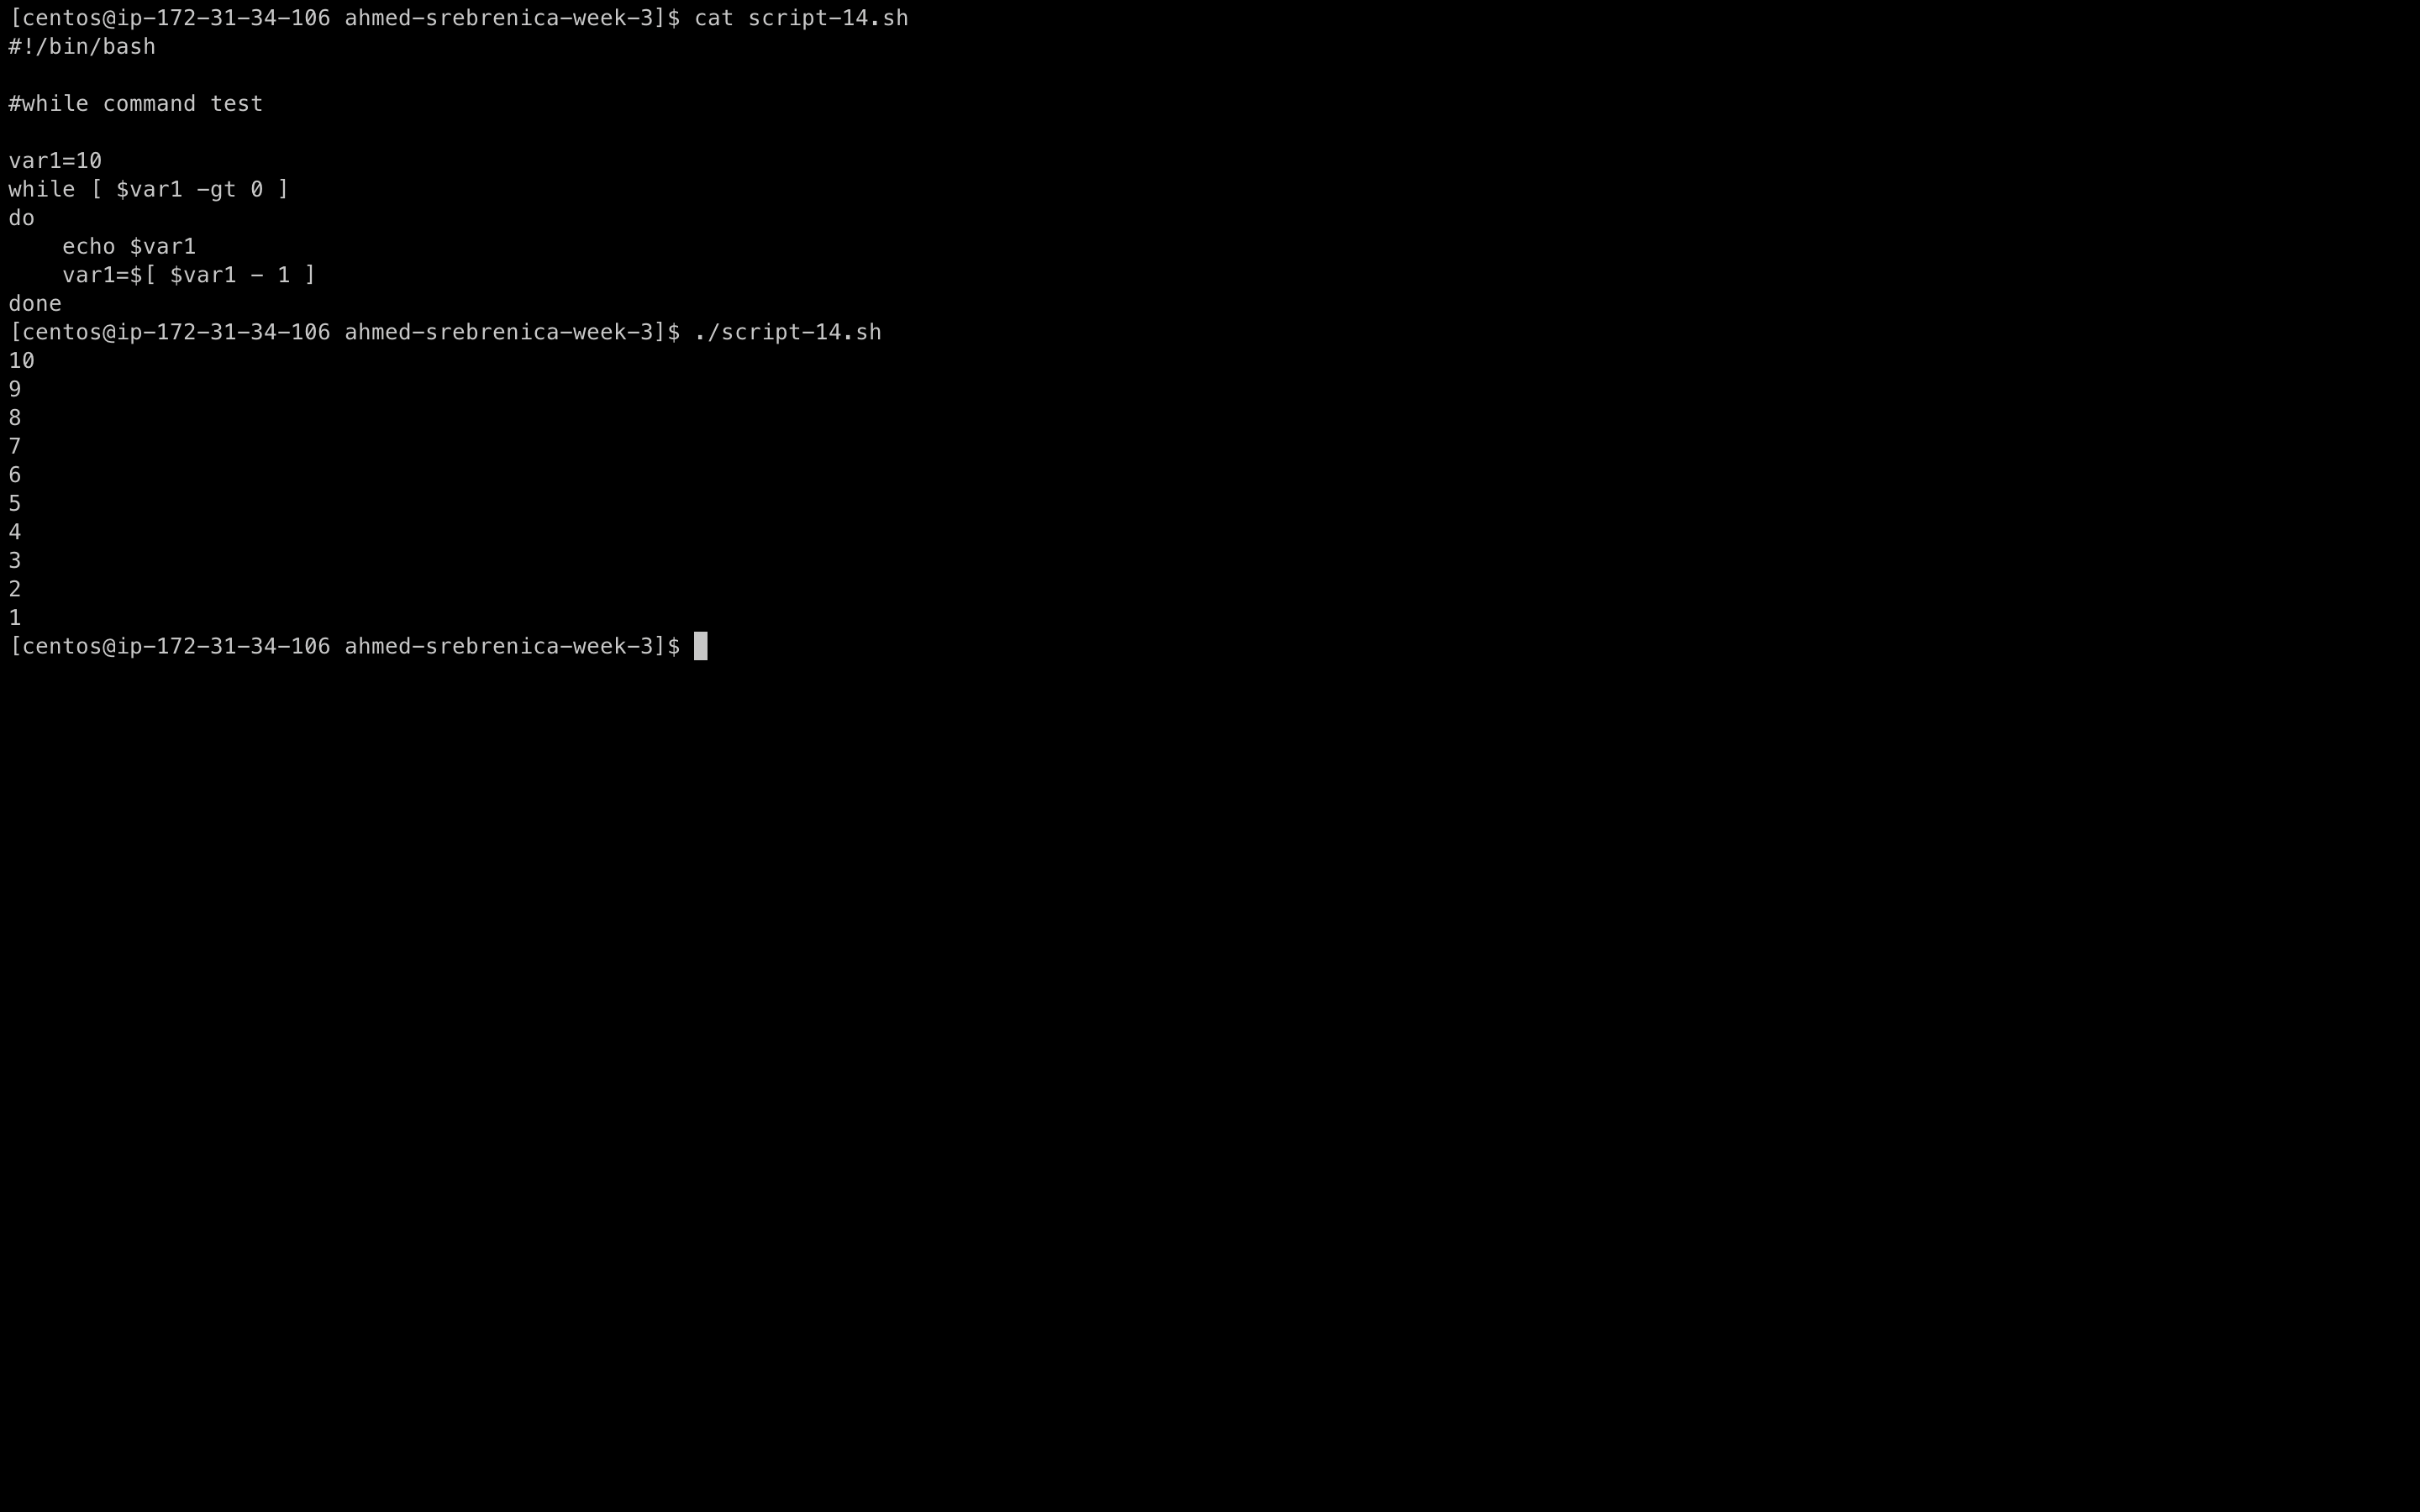 [centos@ip-172-31-34-106 ahmed-srebrenica-week-3]$ cat script-14.sh
#!/bin/bash
#while command test
var1=10
while [ $var1 -gt 0 ]
do
    echo $var1
    var1=$[ $var1 - 1 ]
done
[centos@ip-172-31-34-106 ahmed-srebrenica-week-3]$ ./script-14.sh
10
9
8
7
6
5
4
3
2
1
[centos@ip-172-31-34-106 ahmed-srebrenica-week-3]$